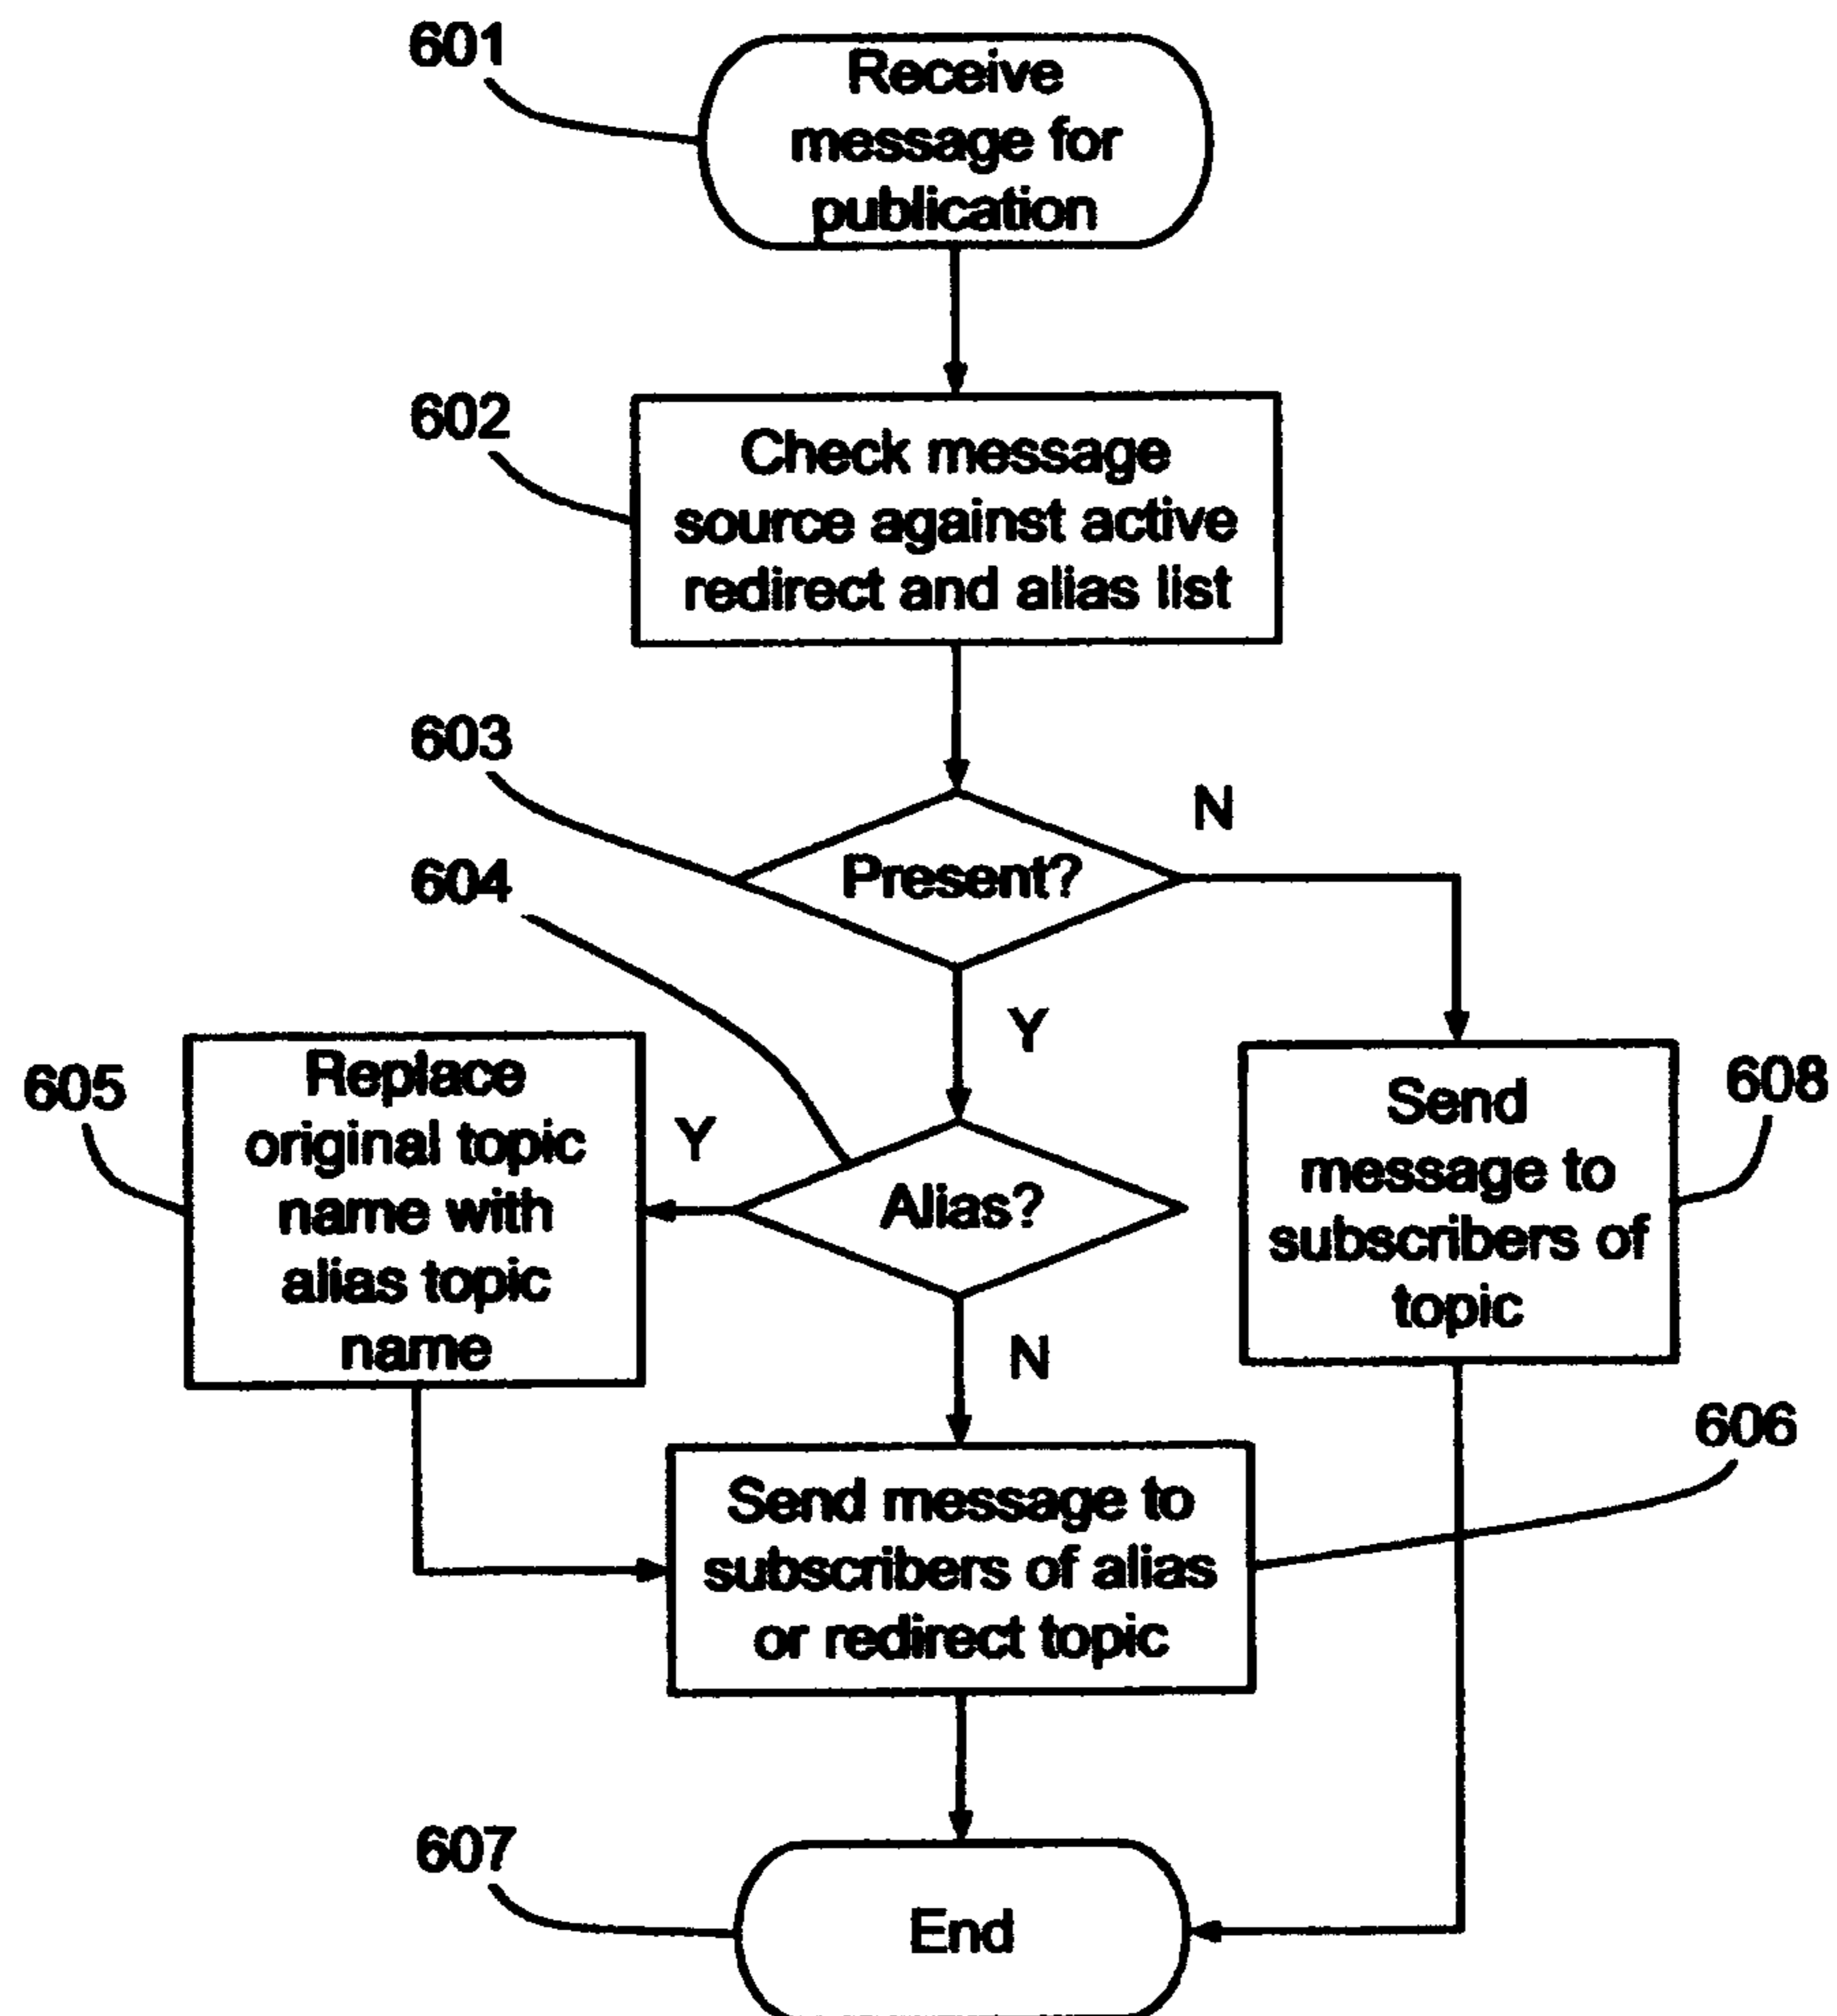 601
Receive
message for
publication
602
Check message
source against active
redirect and alias list
603
Present?
N
604
Y
605
Replace
original topic
name with
alias topic
name
Y
Alias?
N
Send
message to
subscribers of
topic
608
606
Send message to
subscribers of alias
or redirect topic
607
End